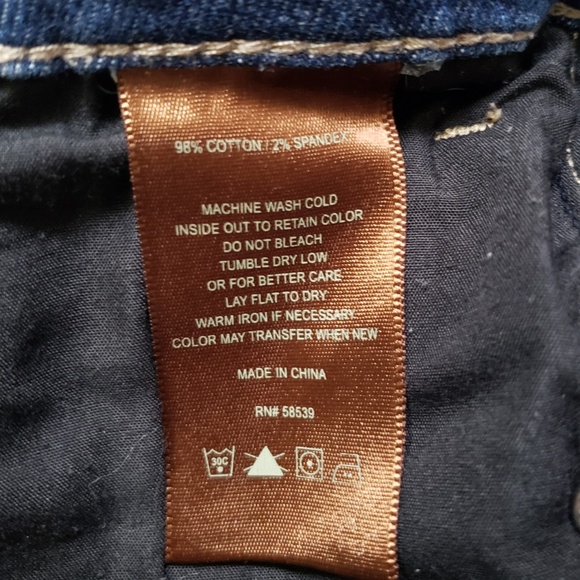 98% COTTON / 2% SPANDEX
MACHINE WASH COLD
INSIDE OUT TO RETAIN COLOR
DO NOT BLEACH
TUMBLE DRY LOW
OR FOR BETTER CARE
LAY FLAT TO DRY
WARM IRON IF NECESSARY
COLOR MAY TRANSFER WHEN NEW
MADE IN CHINA
RN# 58539
30C